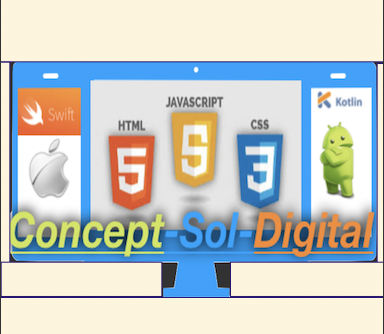 JAVASCRIPT
HTML
CSS
Swift
Kotlin
5
5
3
Concept-Sol-Digital